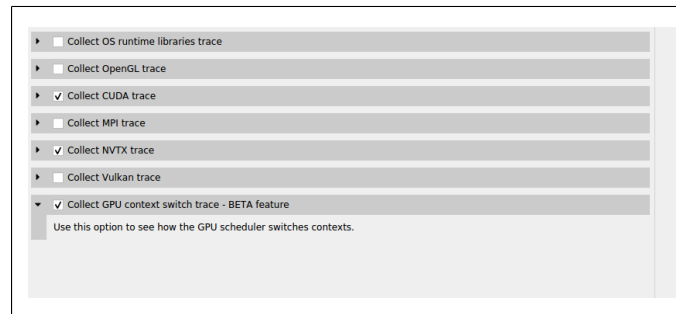 Collect OS runtime libraries trace
Collect OpenGL trace
Collect CUDA trace
Collect MPI trace
Collect NVTX trace
Collect Vulkan trace
Collect GPU context switch trace - BETA feature
Use this option to see how the GPU scheduler switches contexts.